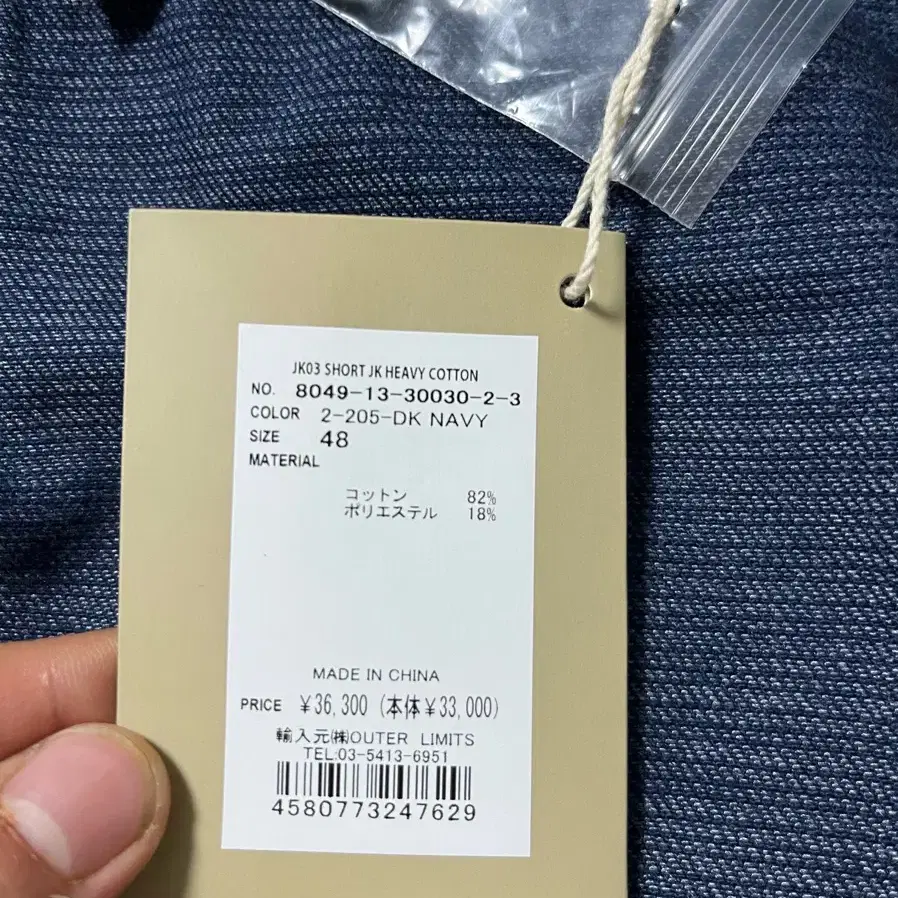 JK03 SHORT JK HEAVY COTTON
NO. 8049-13-30030-2-3
COLOR 2-205-DK NAVY
SIZE 48
MATERIAL
コットン 82%
ポリエステル 18%
MADE IN CHINA
PRICE ¥36,300 (本体¥33,000)
輸入元㈱OUTER LIMITS
TEL:03-5413-6951
4580773247629